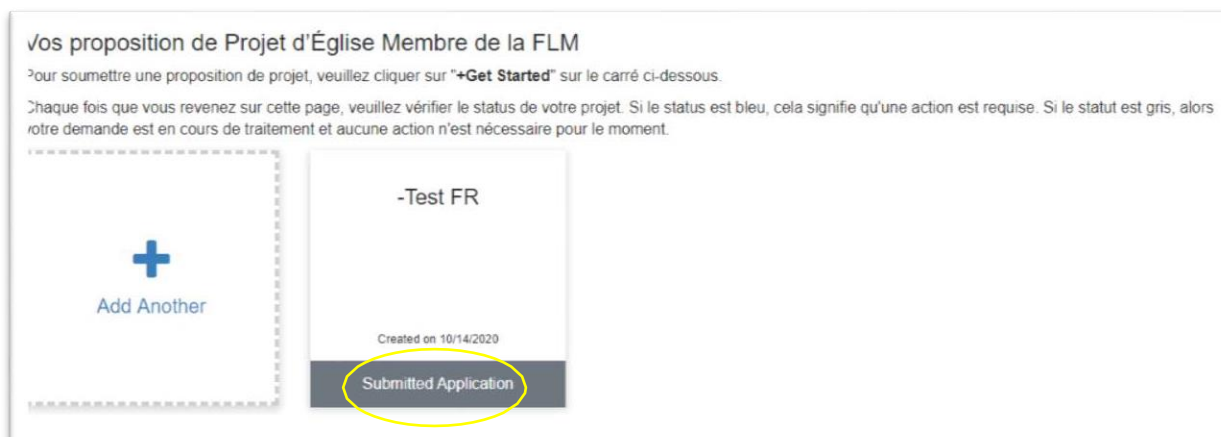 Vos proposition de Projet d'Église Membre de la FLM
Pour soumettre une proposition de projet, veuillez cliquer sur "+Get Started" sur le carré ci-dessous.
Chaque fois que vous revenez sur cette page, veuillez vérifier le status de votre projet. Si le status est bleu, cela signifie qu'une action est requise. Si le statut est gris, alors
votre demande est en cours de traitement et aucune action n'est nécessaire pour le moment.
-Test FR
Add Another
Created on 10/14/2020
Submitted Application